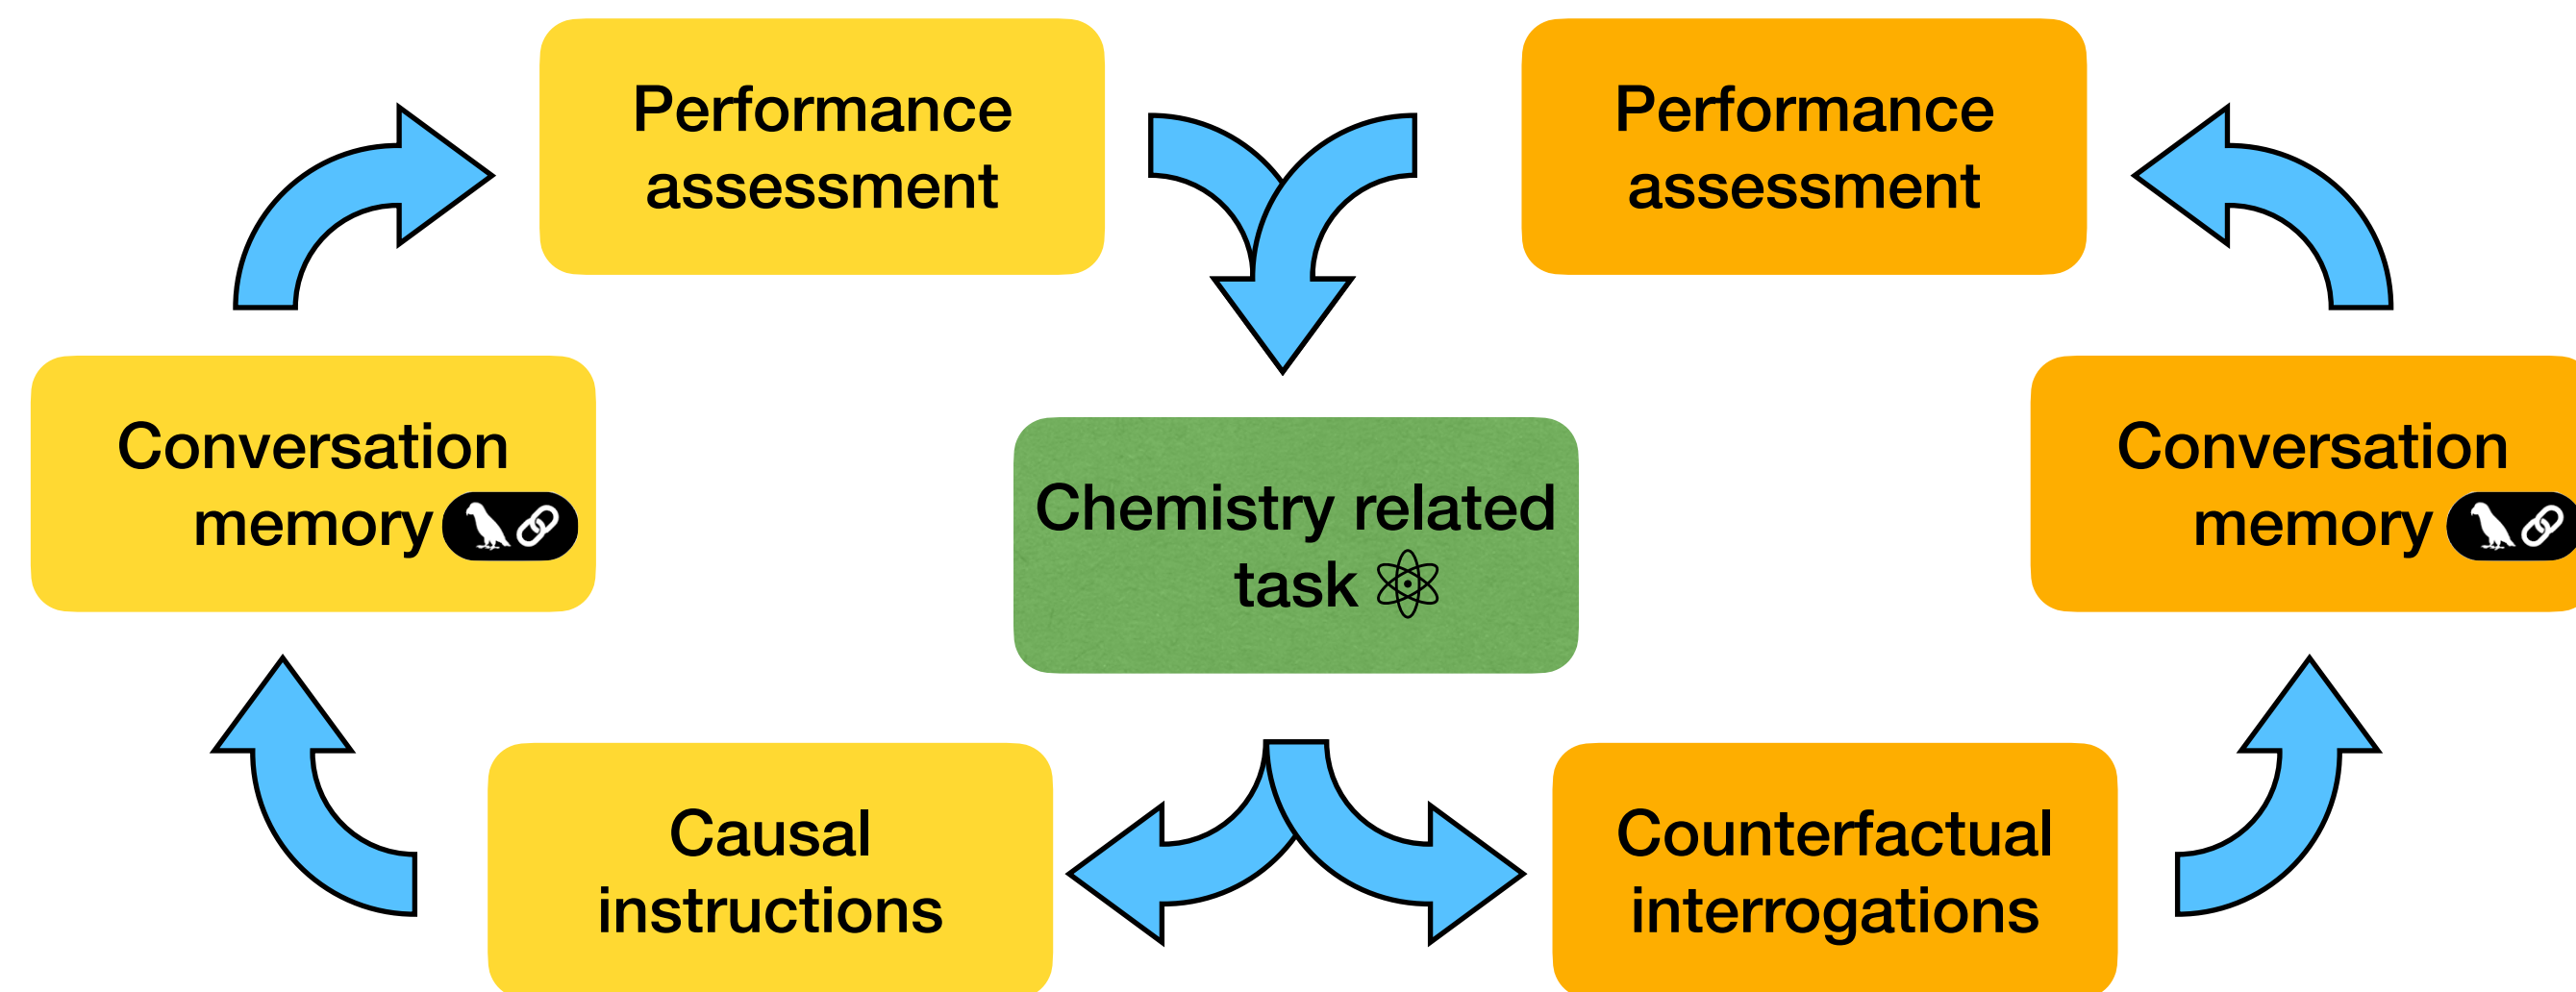 Performance
assessment
Performance
assessment
Conversation
memory
Chemistry related
task
Conversation
memory
Causal
instructions
Counterfactual
interrogations